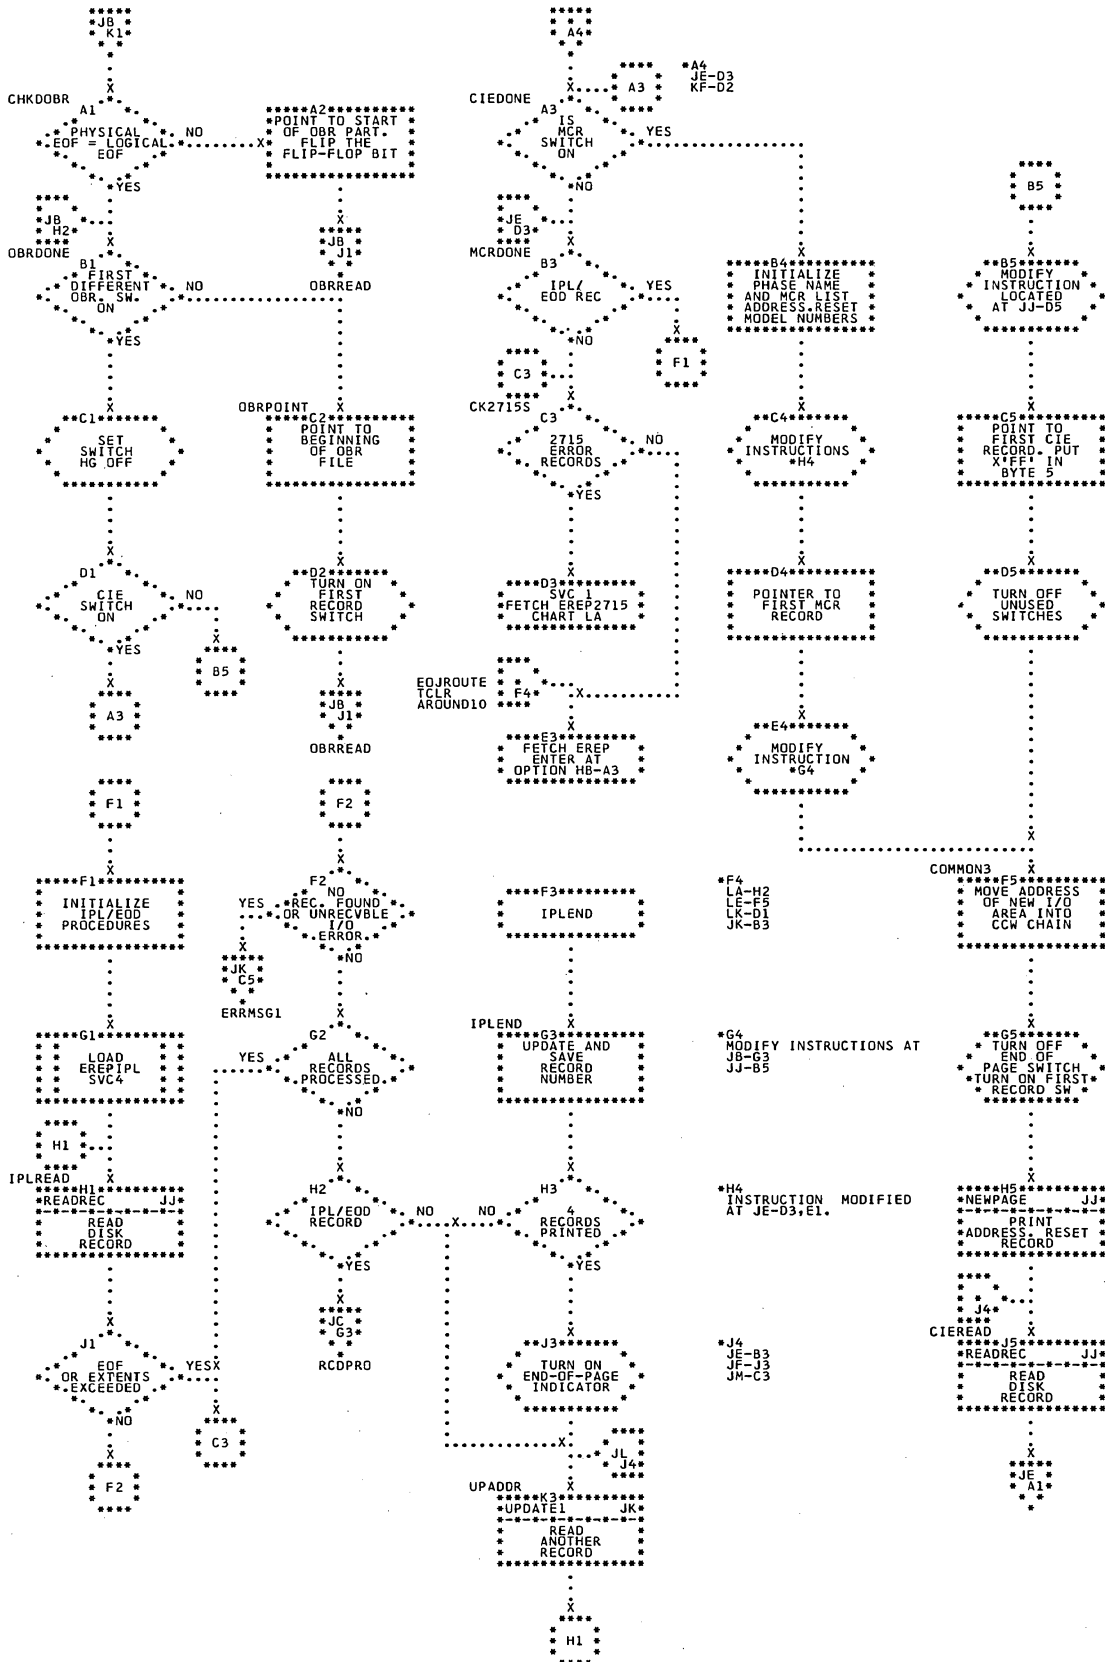 JB
K1
A4
*A4
JE-D3
KF-D2
A3
CHKDOBR
A1
PHYSICAL
EOF = LOGICAL
EOF
NO
YES
A2
POINT TO START
OF OBR PART.
FLIP THE
FLIP-FLOP BIT
CIEDONE
A3
IS
MCR
SWITCH
ON
YES
NO
B5
JB
H2
JB
J1
OBRREAD
JE
D3
OBRDONE
B1
FIRST
DIFFERENT
OBR. SW.
ON
NO
YES
MCRDONE
B3
IPL/
EOD REC
YES
NO
F1
B4
INITIALIZE
PHASE NAME
AND MCR LIST
ADDRESS.RESET
MODEL NUMBERS
B5
MODIFY
INSTRUCTION
LOCATED
AT JJ-D5
C3
C1
SET
SWITCH
HG OFF
OBRPOINT
C2
POINT TO
BEGINNING
OF OBR
FILE
CK2715S
C3
2715
ERROR
RECORDS
NO
YES
C4
MODIFY
INSTRUCTIONS
*H4
C5
POINT TO
FIRST CIE
RECORD. PUT
X'FF' IN
BYTE 5
D1
CIE
SWITCH
ON
NO
YES
B5
D2
TURN ON
FIRST
RECORD
SWITCH
D3
SVC 1
FETCH EREP2715
CHART LA
D4
POINTER TO
FIRST MCR
RECORD
D5
TURN OFF
UNUSED
SWITCHES
A3
JB
J1
OBRREAD
EOJROUTE
TCLR
AROUND10
F4
E3
FETCH EREP
ENTER AT
OPTION HB-A3
E4
MODIFY
INSTRUCTION
*G4
F1
F2
F1
INITIALIZE
IPL/EOD
PROCEDURES
F2
NO
REC. FOUND
OR UNRECVBLE
I/O
ERROR.
YES
NO
JK
C5
ERRMSG1
F3
IPLEND
*F4
LA-H2
LE-F5
LK-D1
JK-B3
COMMON3
F5
MOVE ADDRESS
OF NEW I/O
AREA INTO
CCW CHAIN
G1
LOAD
EREPIPL
SVC4
G2
ALL
RECORDS
PROCESSED.
YES
NO
IPLEND
G3
UPDATE AND
SAVE
RECORD
NUMBER
*G4
MODIFY INSTRUCTIONS AT
JB-G3
JJ-B5
G5
TURN OFF
END OF
PAGE SWITCH
TURN ON FIRST
RECORD SW
H1
IPLREAD
H1
READREC JJ
READ
DISK
RECORD
H2
IPL/EOD
RECORD
NO
YES
JC
G3
RCDPRO
H3
4
RECORDS
PRINTED
NO
YES
*H4
INSTRUCTION MODIFIED
AT JE-D3,E1.
H5
NEWPAGE JJ
PRINT
ADDRESS. RESET
RECORD
J4
J1
EOF
OR EXTENTS
EXCEEDED
YES
NO
C3
F2
J3
TURN ON
END-OF-PAGE
INDICATOR
*J4
JE-B3
JF-J3
JM-C3
CIEREAD
J5
READREC JJ
READ
DISK
RECORD
JL
J4
JE
A1
UPADDR
K3
UPDATE1 JK
READ
ANOTHER
RECORD
H1